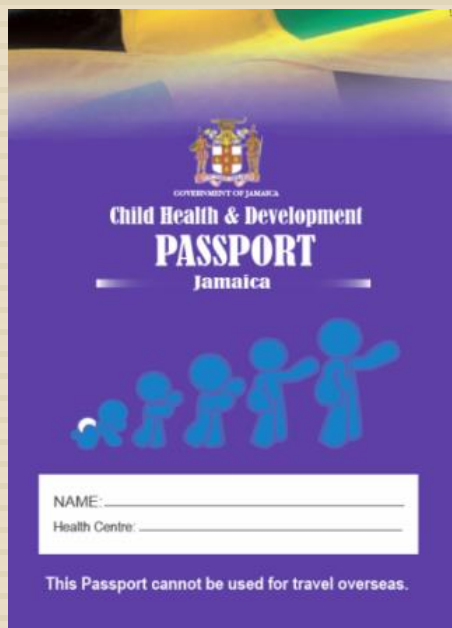 GOVERNMENT OF JAMAICA
Child Health & Development
PASSPORT
Jamaica
NAME:
Health Centre:
This Passport cannot be used for travel overseas.